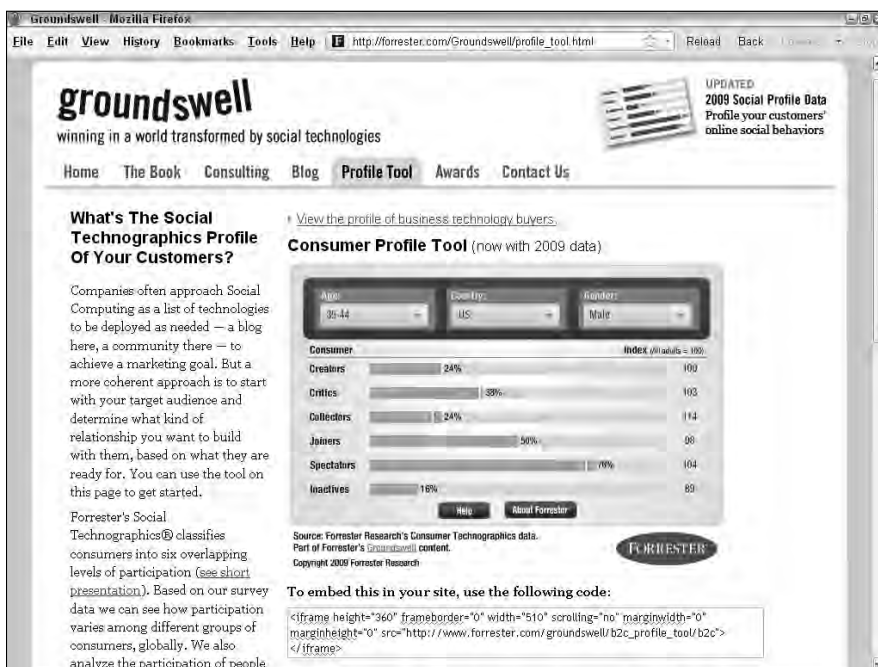 Groundswell - Mozilla Firefox
File Edit View History Bookmarks Tools Help http://forrester.com/Groundswell/profile_tool.html Reload Back
groundswell
winning in a world transformed by social technologies
UPDATED
2009 Social Profile Data
Profile your customers'
online social behaviors
Home The Book Consulting Blog Profile Tool Awards Contact Us
What's The Social
Technographics Profile
Of Your Customers?
Companies often approach Social
Computing as a list of technologies
to be deployed as needed — a blog
here, a community there — to
achieve a marketing goal. But a
more coherent approach is to start
with your target audience and
determine what kind of
relationship you want to build
with them, based on what they are
ready for. You can use the tool on
this page to get started.
Forrester's Social
Technographics® classifies
consumers into six overlapping
levels of participation (see short
presentation). Based on our survey
data we can see how participation
varies among different groups of
consumers, globally. We also
analyze the participation of people
View the profile of business technology buyers.
Consumer Profile Tool (now with 2009 data)
Age: Country: Gender:
35-44 US Male
Consumer Index (All adults = 100)
Creators 24% 100
Critics 38% 103
Collectors 24% 114
Joiners 50% 98
Spectators 76% 104
Inactives 16% 89
Help About Forrester
Source: Forrester Research's Consumer Technographics data.
Part of Forrester's Groundswell content.
Copyright 2009 Forrester Research
FORRESTER
To embed this in your site, use the following code:
<iframe height="360" frameborder="0" width="510" scrolling="no" marginwidth="0"
marginheight="0" src="http://www.forrester.com/groundswell/b2c_profile_tool/b2c">
</iframe>